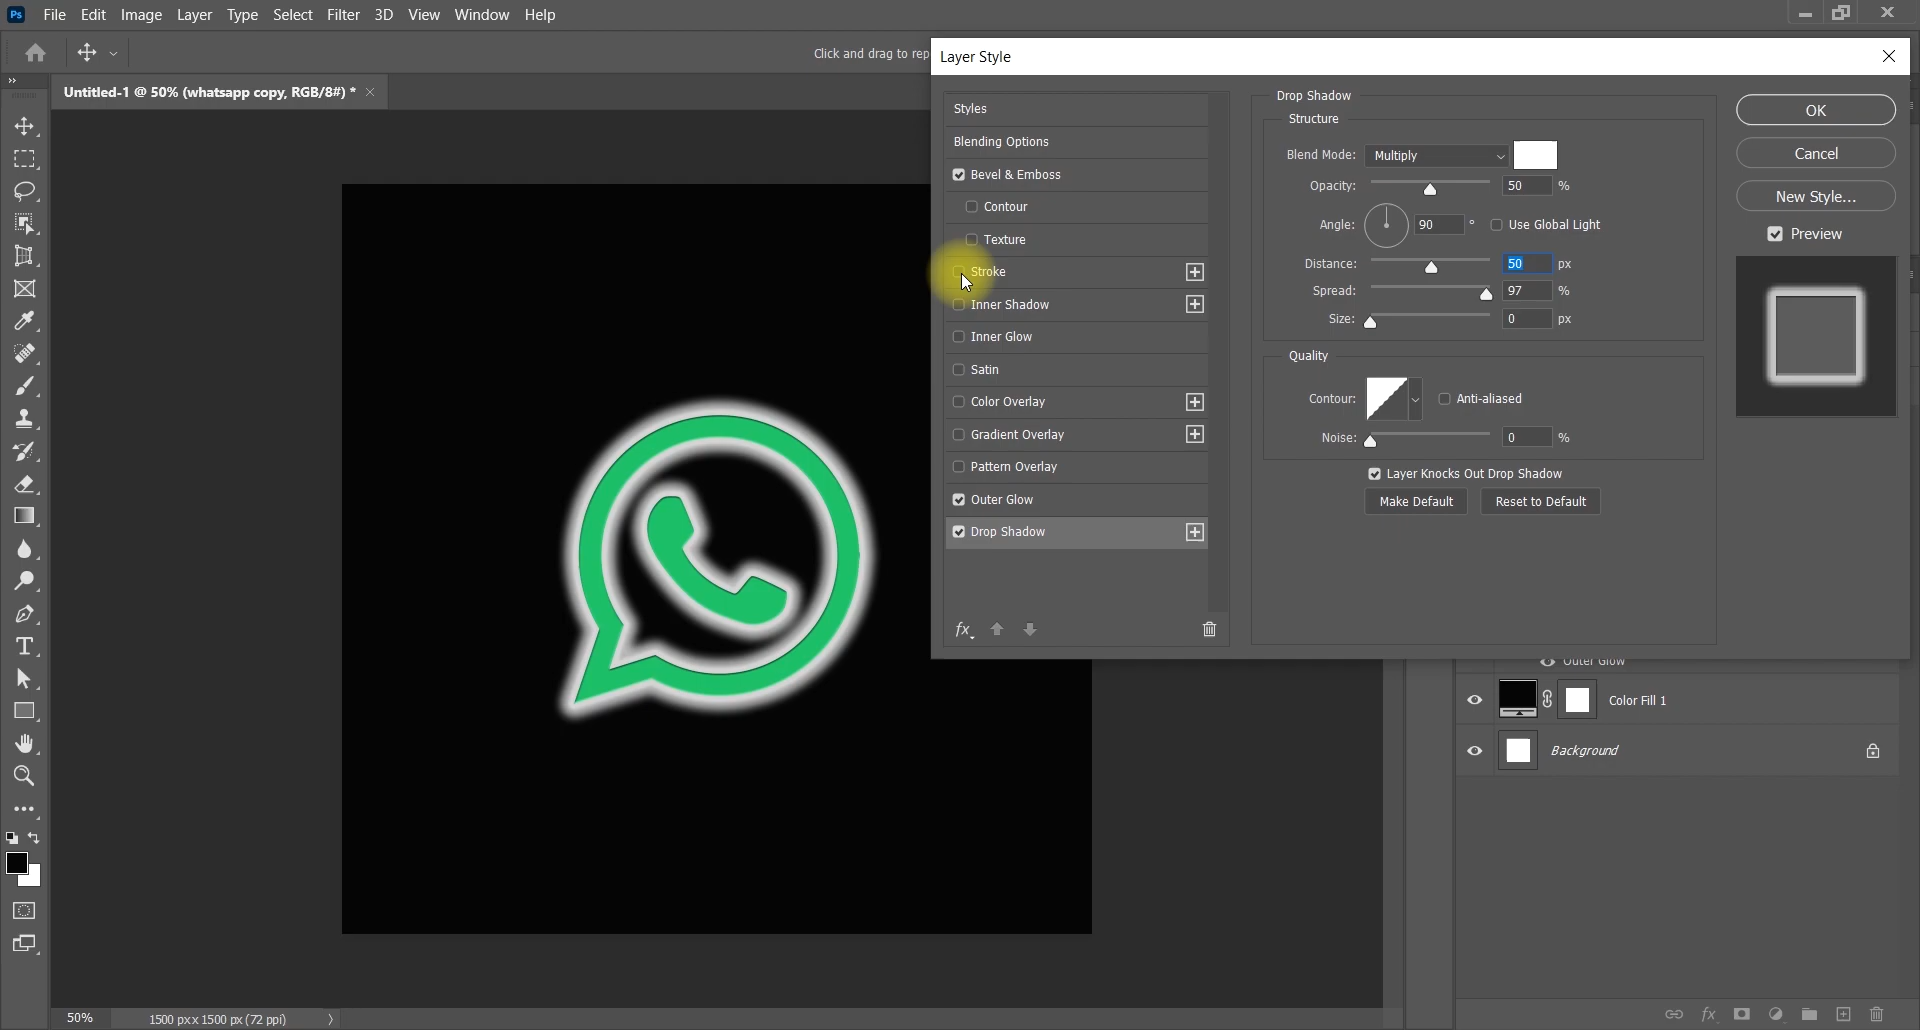 Ps File Edit Image Layer Type Select Filter 3D View Window Help
Click and drag to rep
Untitled-1 @ 50% (whatsapp copy, RGB/8#) *
Layer Style
Styles
Blending Options
Bevel & Emboss
Contour
Texture
Stroke
Inner Shadow
Inner Glow
Satin
Color Overlay
Gradient Overlay
Pattern Overlay
Outer Glow
Drop Shadow
fx
Drop Shadow
Structure
Blend Mode: Multiply
Opacity: 50 %
Angle: 90 ° Use Global Light
Distance: 50 px
Spread: 97 %
Size: 0 px
Quality
Contour: Anti-aliased
Noise: 0 %
Layer Knocks Out Drop Shadow
Make Default Reset to Default
OK
Cancel
New Style...
Preview
Outer Glow
Color Fill 1
Background
fx
50% 1500 px x 1500 px (72 ppi)